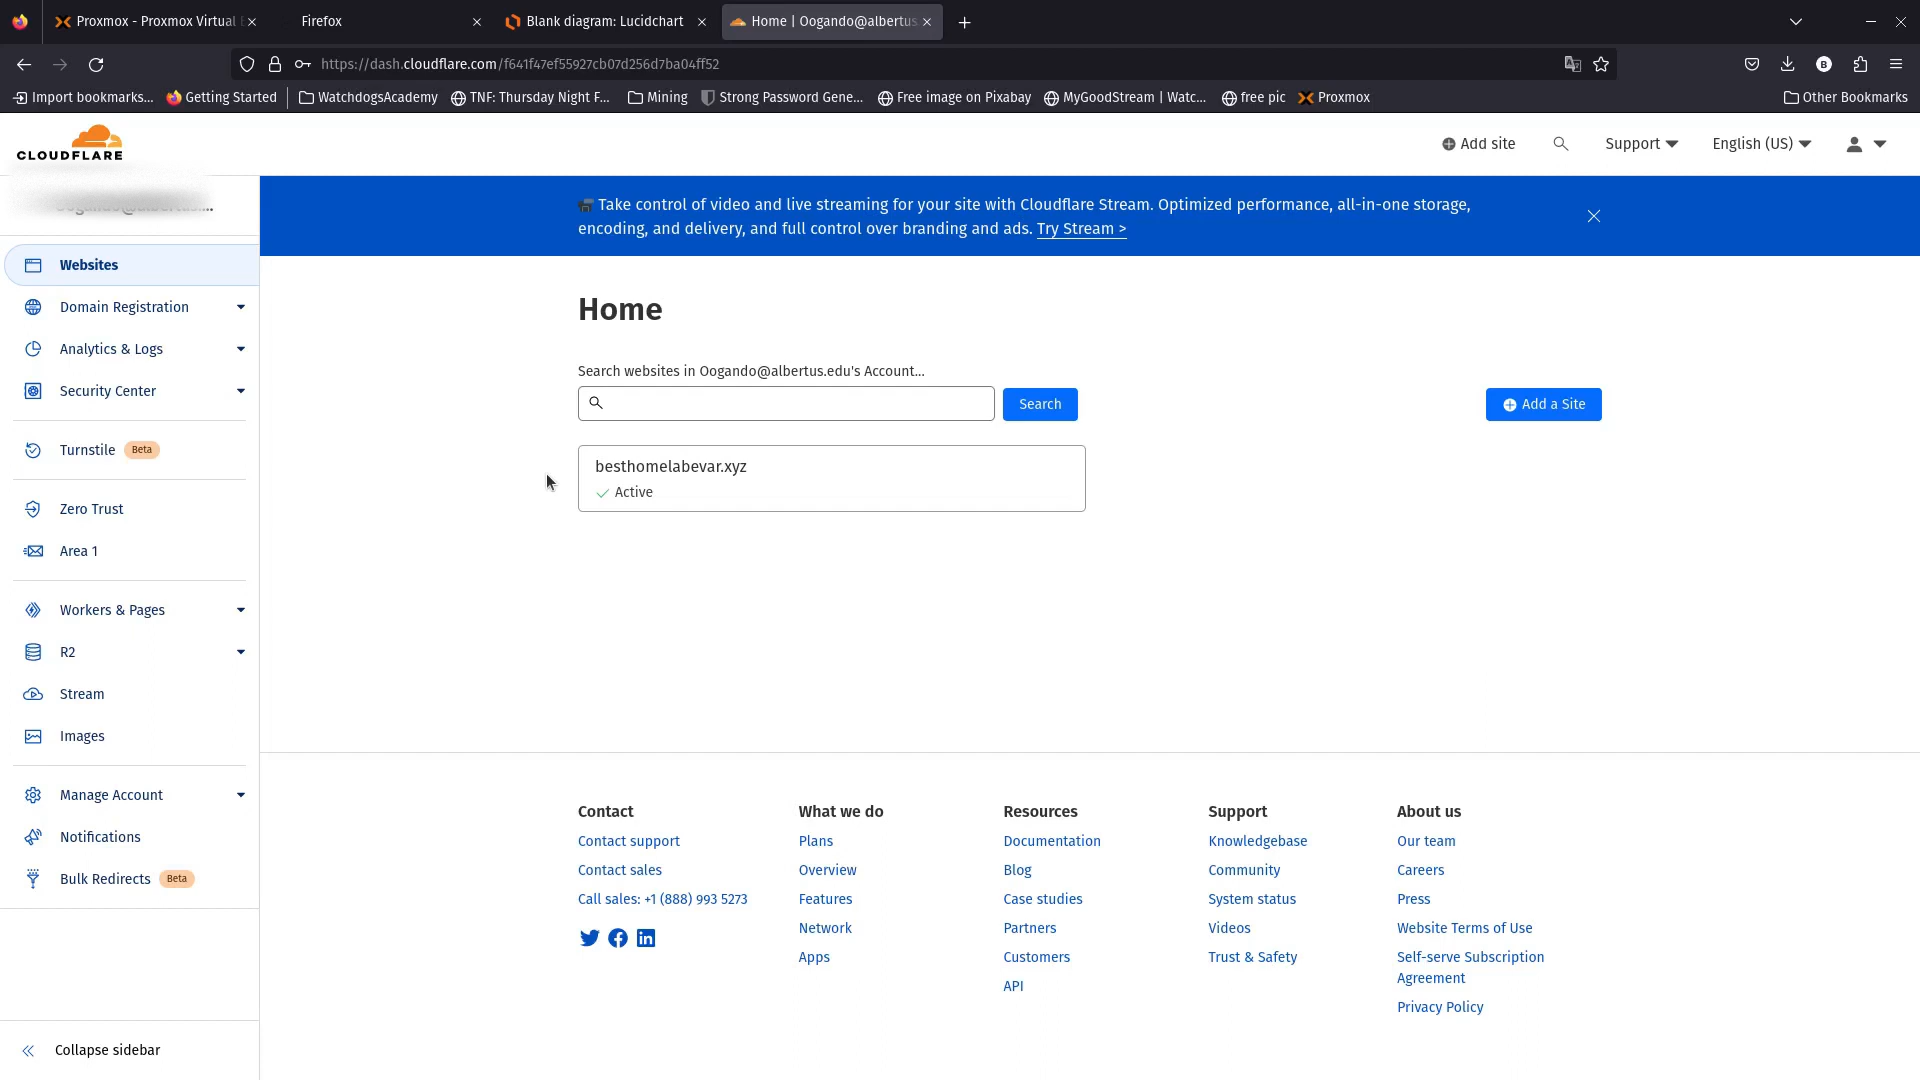 Proxmox - Proxmox Virtual
Firefox
Blank diagram: Lucidchart
Home | Oogando@albertus
https://dash.cloudflare.com/f641f47ef55927cb07d256d7ba04ff52
Import bookmarks...
Getting Started
WatchdogsAcademy
TNF: Thursday Night F...
Mining
Strong Password Gene...
Free image on Pixabay
MyGoodStream | Watc...
free pic
Proxmox
Other Bookmarks
CLOUDFLARE
Add site
Support
English (US)
Take control of video and live streaming for your site with Cloudflare Stream. Optimized performance, all-in-one storage,
encoding, and delivery, and full control over branding and ads. Try Stream >
Websites
Domain Registration
Analytics & Logs
Security Center
Turnstile Beta
Zero Trust
Area 1
Workers & Pages
R2
Stream
Images
Manage Account
Notifications
Bulk Redirects Beta
Collapse sidebar
Home
Search websites in Oogando@albertus.edu's Account...
Search
Add a Site
besthomelabevar.xyz
Active
Contact
Contact support
Contact sales
Call sales: +1 (888) 993 5273
What we do
Plans
Overview
Features
Network
Apps
Resources
Documentation
Blog
Case studies
Partners
Customers
API
Support
Knowledgebase
Community
System status
Videos
Trust & Safety
About us
Our team
Careers
Press
Website Terms of Use
Self-serve Subscription
Agreement
Privacy Policy